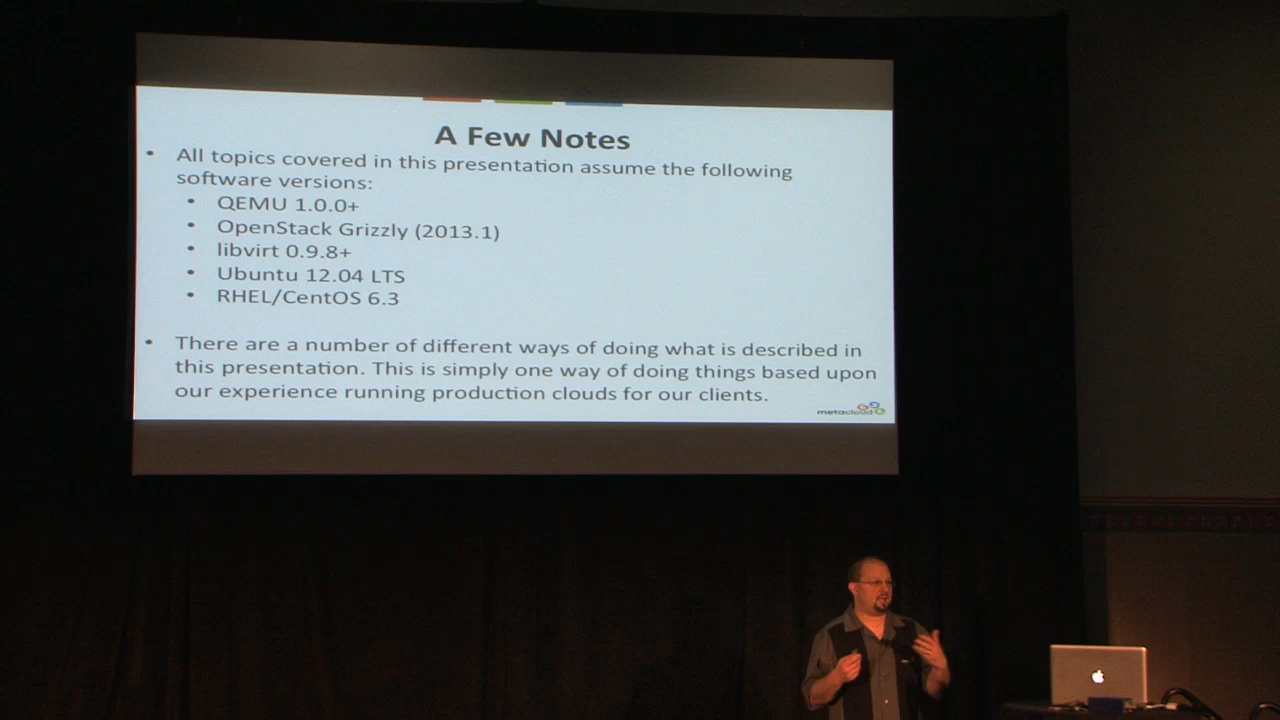 A Few Notes
• All topics covered in this presentation assume the following
software versions:
• QEMU 1.0.0+
• OpenStack Grizzly (2013.1)
• libvirt 0.9.8+
• Ubuntu 12.04 LTS
• RHEL/CentOS 6.3
• There are a number of different ways of doing what is described in
this presentation. This is simply one way of doing things based upon
our experience running production clouds for our clients.
metacloud